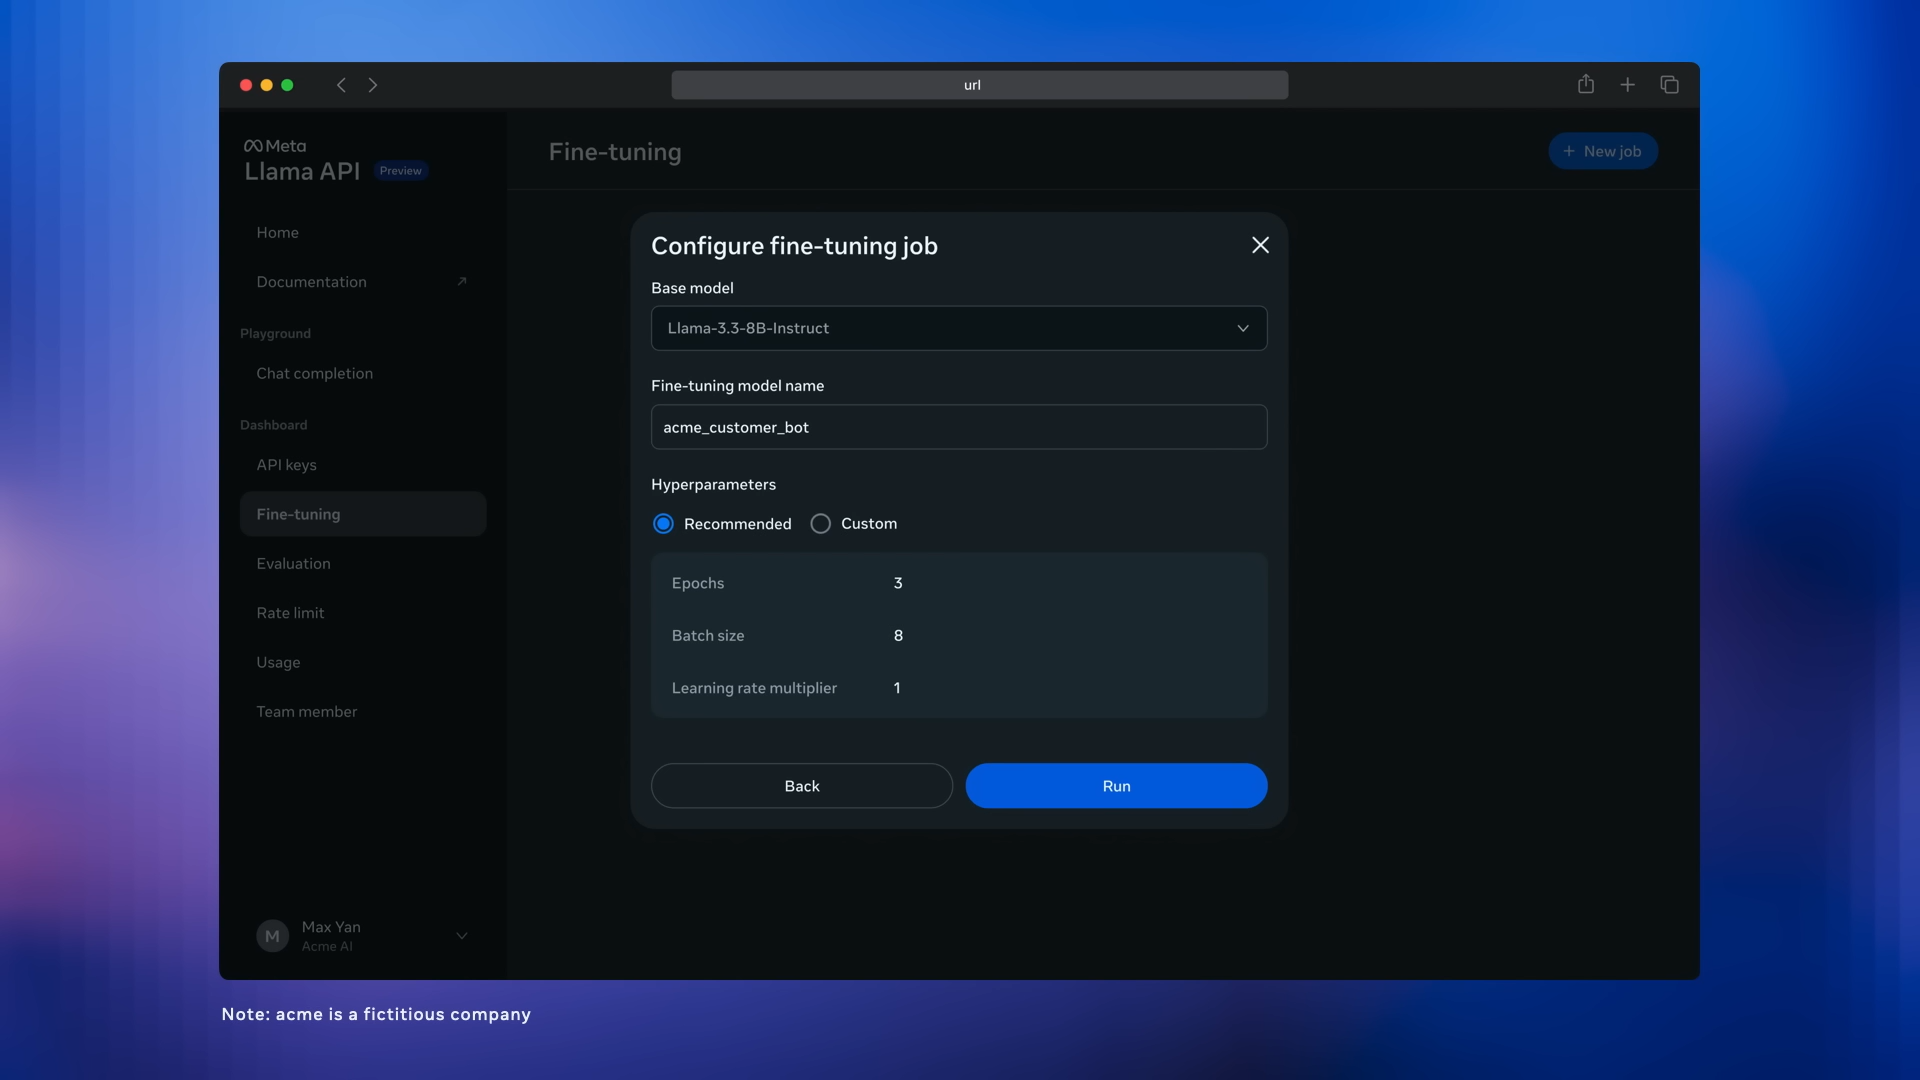 url
Meta
Llama API Preview
Home
Documentation
Playground
Chat completion
Dashboard
API keys
Fine-tuning
Evaluation
Rate limit
Usage
Team member
M
Max Yan
Acme AI
Fine-tuning
+ New job
Configure fine-tuning job
Base model
Llama-3.3-8B-Instruct
Fine-tuning model name
acme_customer_bot
Hyperparameters
Recommended Custom
Epochs 3
Batch size 8
Learning rate multiplier 1
Back Run
Note: acme is a fictitious company